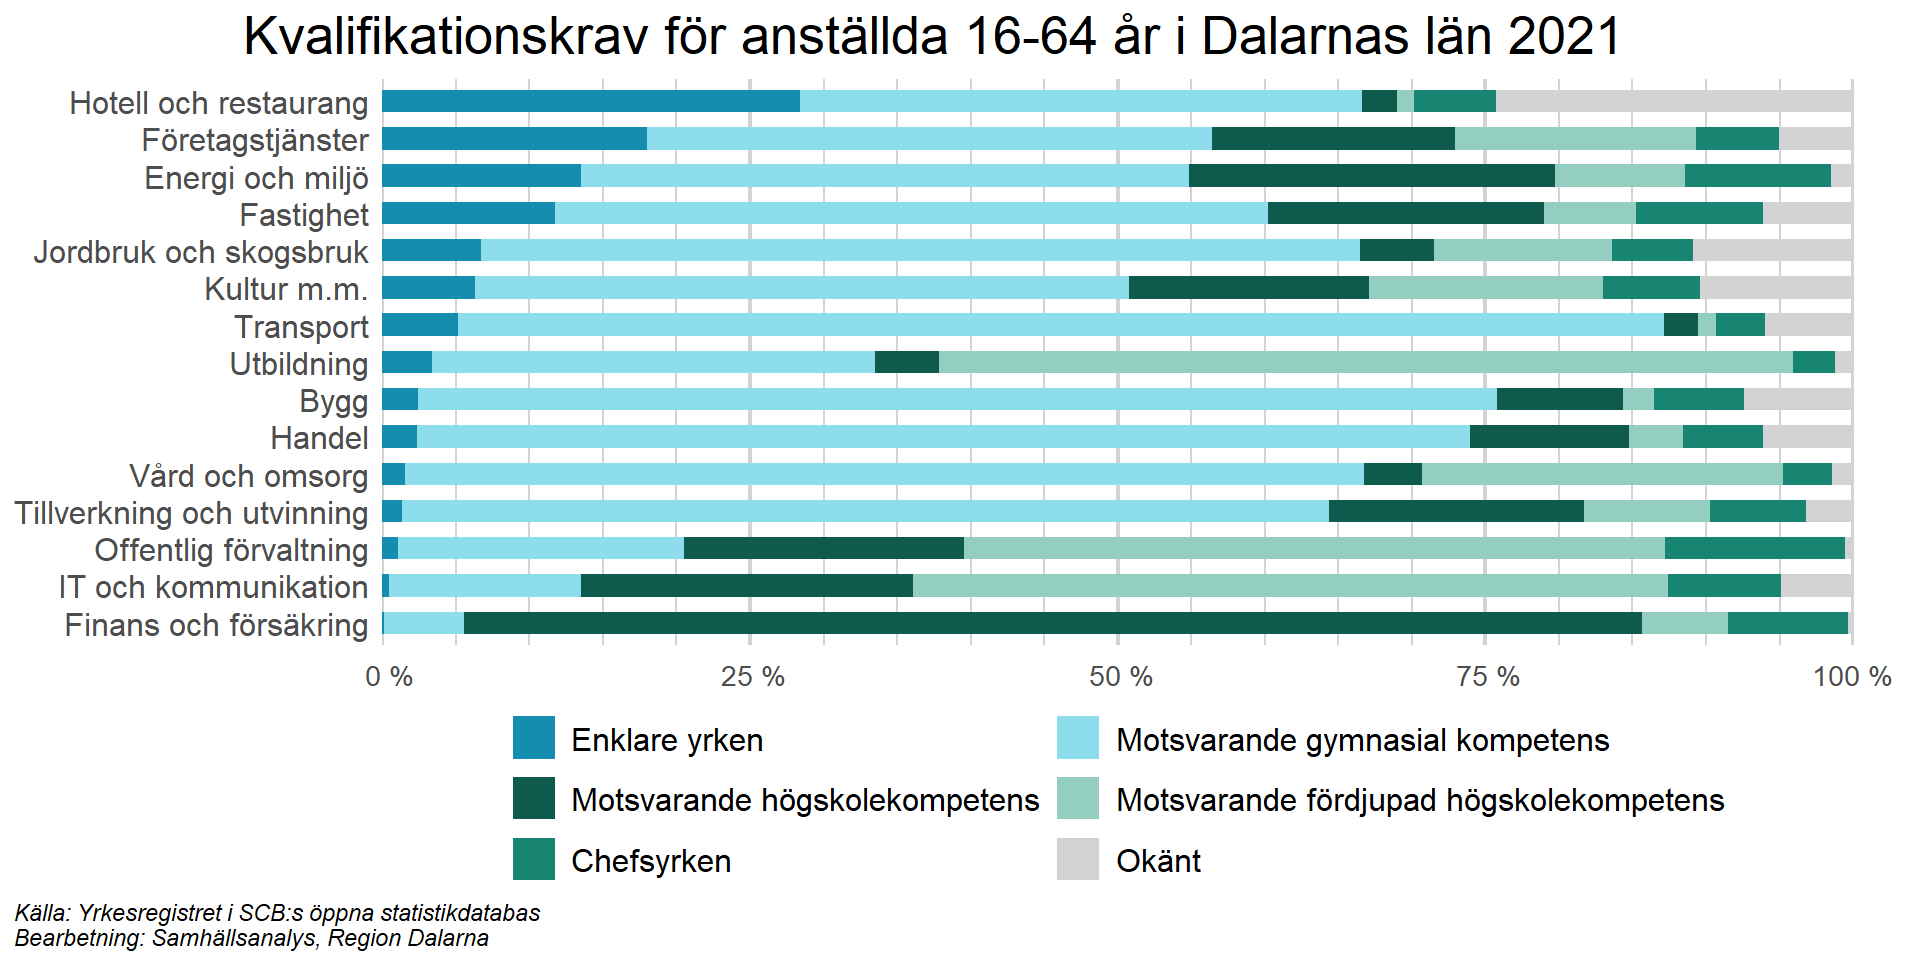 Kvalifikationskrav för anställda 16-64 år i Dalarnas län 2021
Hotell och restaurang
Företagstjänster
Energi och miljö
Fastighet
Jordbruk och skogsbruk
Kultur m.m.
Transport
Utbildning
Bygg
Handel
Vård och omsorg
Tillverkning och utvinning
Offentlig förvaltning
IT och kommunikation
Finans och försäkring
0 % 25 % 50 % 75 % 100 %
Enklare yrken Motsvarande gymnasial kompetens
Motsvarande högskolekompetens Motsvarande fördjupad högskolekompetens
Chefsyrken Okänt
Källa: Yrkesregistret i SCB:s öppna statistikdatabas
Bearbetning: Samhällsanalys, Region Dalarna